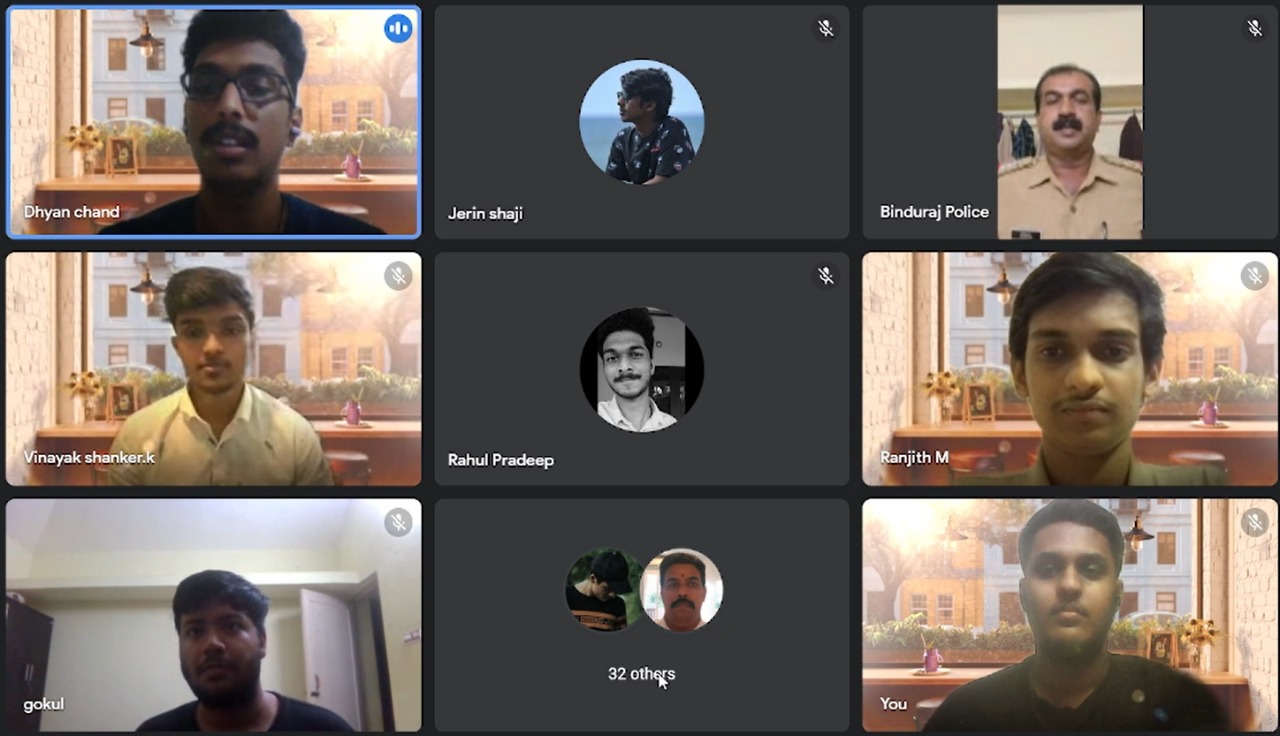 Dhyan chand
Jerin shaji
Binduraj Police
Vinayak shanker.k
Rahul Pradeep
Ranjith M
gokul
32 others
You